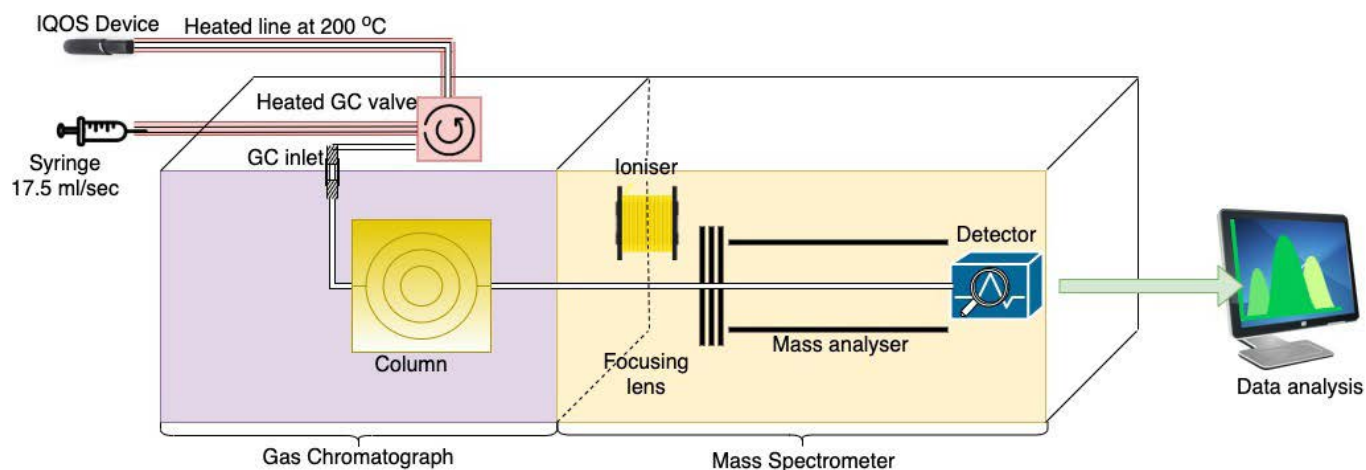 IQOS Device
Heated line at 200 °C
Heated GC valve
Syringe
17.5 ml/sec
GC inlet
Ioniser
Detector
Column
Focusing
lens
Mass analyser
Data analysis
Gas Chromatograph
Mass Spectrometer